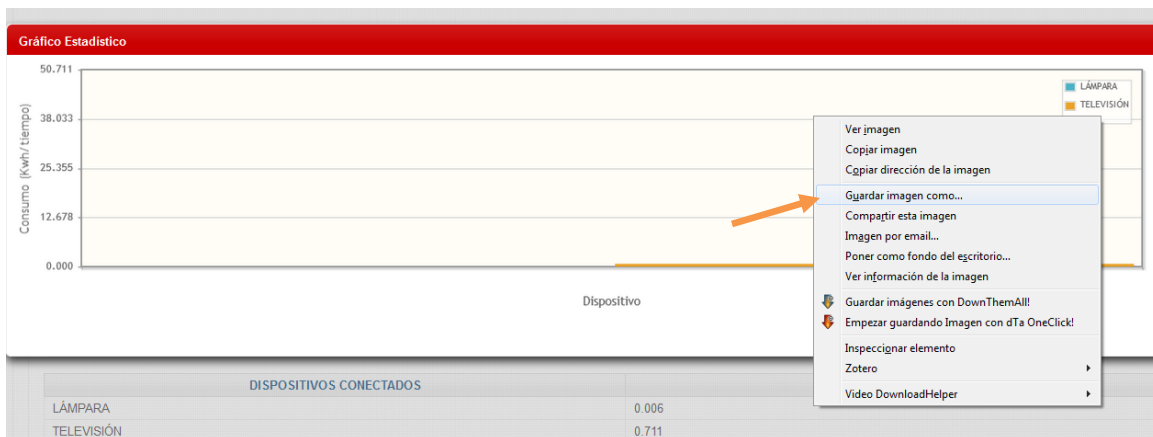 Gráfico Estadístico
50.711
38.033
25.355
12.678
0.000
Consumo (Kwh/tiempo)
Dispositivo
LÁMPARA
TELEVISIÓN
Ver imagen
Copiar imagen
Copiar dirección de la imagen
Guardar imagen como...
Compartir esta imagen
Imagen por email...
Poner como fondo del escritorio...
Ver información de la imagen
Guardar imágenes con DownThemAll!
Empezar guardando Imagen con dTa OneClick!
Inspeccionar elemento
Zotero
Video DownloadHelper
DISPOSITIVOS CONECTADOS
LÁMPARA 0.006
TELEVISIÓN 0.711